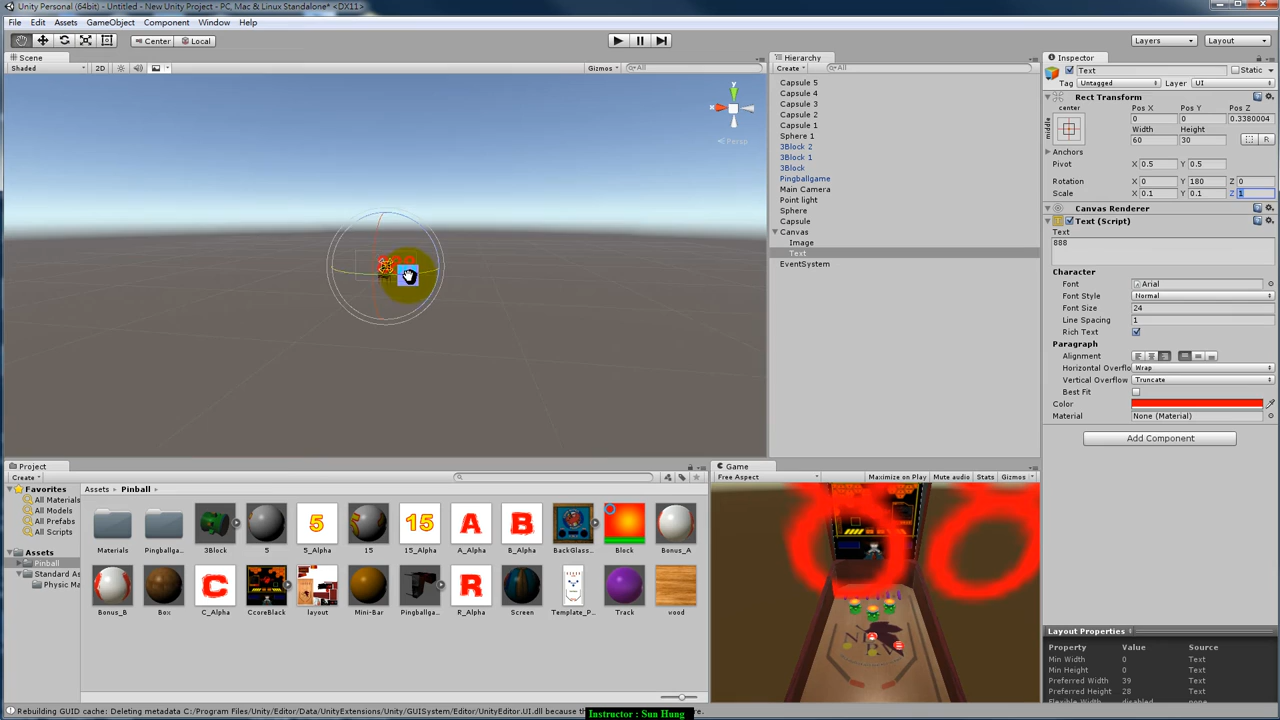 Unity Personal (64bit) - Untitled - New Unity Project - PC, Mac & Linux Standalone* <DX11>
File Edit Assets GameObject Component Window Help
Center Local Layers Layout
Scene
Shaded 2D Gizmos All
y
x
Persp
Hierarchy
Create All
Capsule 5
Capsule 4
Capsule 3
Capsule 2
Capsule 1
Sphere 1
3Block 2
3Block 1
3Block
Pingballgame
Main Camera
Point light
Sphere
Capsule
Canvas
Image
Text
EventSystem
Inspector
Text Static
Tag Untagged Layer UI
Rect Transform
center Pos X Pos Y Pos Z
middle 0 0 0.3380004
Width Height
60 30 R
Anchors
Pivot X 0.5 Y 0.5
Rotation X 0 Y 180 Z 0
Scale X 0.1 Y 0.1 Z 1
Canvas Renderer
Text (Script)
Text
888
Character
Font Arial
Font Style Normal
Font Size 24
Line Spacing 1
Rich Text
Paragraph
Alignment
Horizontal Overflo Wrap
Vertical Overflow Truncate
Best Fit
Color
Material None (Material)
Add Component
Layout Properties
Property Value Source
Min Width 0 Text
Min Height 0 Text
Preferred Width 39 Text
Preferred Height 28 Text
Flexible Width disabled
Project
Create
Favorites
All Materials
All Models
All Prefabs
All Scripts
Assets
Pinball
Standard As
Physic Ma
Assets Pinball
5 15 A B
Materials Pingballga... 3Block 5 5_Alpha 15 15_Alpha A_Alpha B_Alpha BackGlass... Block Bonus_A
C R
Bonus_B Box C_Alpha CcoreBlack layout Mini-Bar Pingballga... R_Alpha Screen Template_P... Track wood
Game
Free Aspect Maximize on Play Mute audio Stats Gizmos
Rebuilding GUID cache: Deleting metadata C:/Program Files/Unity/Editor/Data/UnityExtensions/Unity/GUISystem/Editor/UnityEditor.UI.dll because th
Instructor : Sun Hung